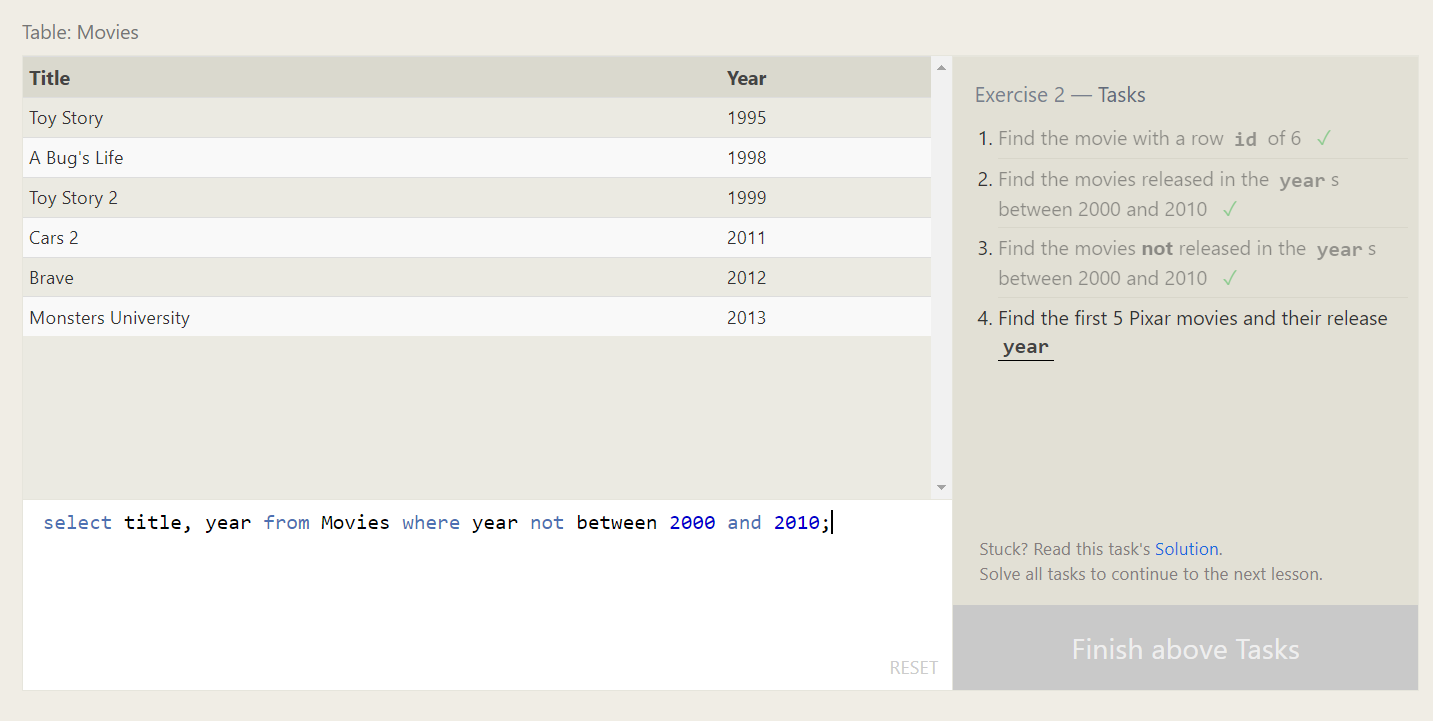 Table: Movies
Title Year
Toy Story 1995
A Bug's Life 1998
Toy Story 2 1999
Cars 2 2011
Brave 2012
Monsters University 2013
select title, year from Movies where year not between 2000 and 2010;
RESET
Exercise 2 — Tasks
1. Find the movie with a row id of 6 ✓
2. Find the movies released in the year s
between 2000 and 2010 ✓
3. Find the movies not released in the year s
between 2000 and 2010 ✓
4. Find the first 5 Pixar movies and their release
year
Stuck? Read this task's Solution.
Solve all tasks to continue to the next lesson.
Finish above Tasks